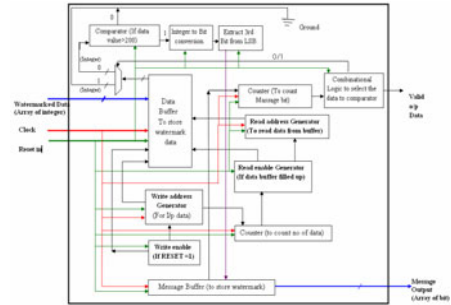 0
Ground
Comparator (If data
value>200)
1
Integer to Bit
conversion
Extract 3rd
Bit from LSB
0
(Integer)
0/1
1
(Integer)
Watermarked Data
(Array of integer)
Clock
Reset in
Data
Buffer
To store
watermark
data
Counter (To count
Massage bit)
Combinational
Logic to select the
data to comparator
Valid
o/p
Data
Read address Generator
(To read data from buffer)
Read enable Generator
(If data buffer filled up)
Write address
Generator
(For I/p data)
Counter (to count no of data)
Write enable
(If RESET =1)
Message Buffer (to store watermark)
Message
Output
(Array
of bit)